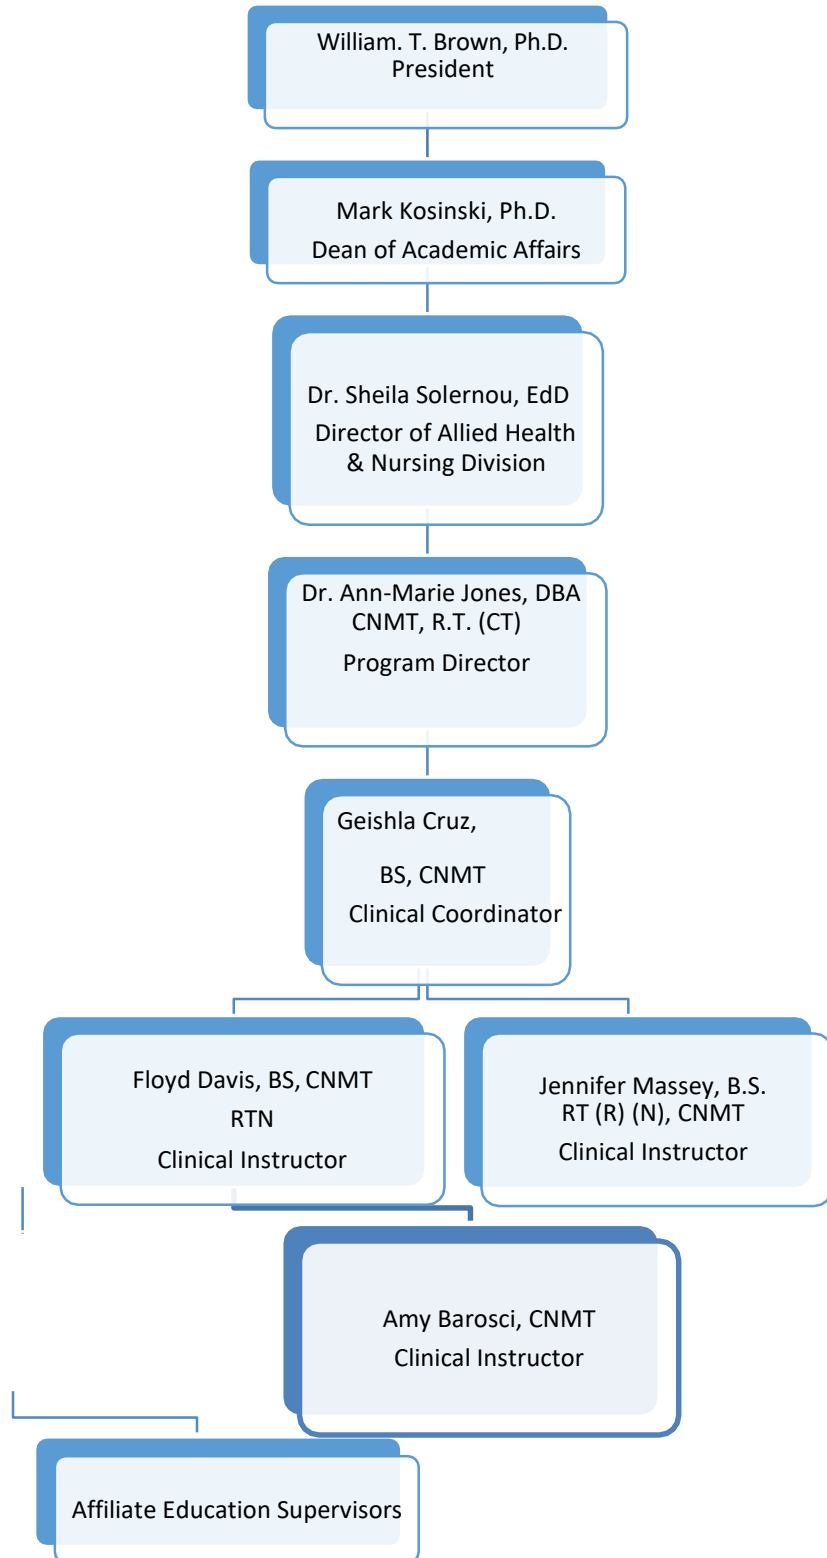 William. T. Brown, Ph.D.
President
Mark Kosinski, Ph.D.
Dean of Academic Affairs
Dr. Sheila Solernou, EdD
Director of Allied Health
& Nursing Division
Dr. Ann-Marie Jones, DBA
CNMT, R.T. (CT)
Program Director
Geishla Cruz,
BS, CNMT
Clinical Coordinator
Floyd Davis, BS, CNMT
RTN
Clinical Instructor
Jennifer Massey, B.S.
RT (R) (N), CNMT
Clinical Instructor
Amy Barosci, CNMT
Clinical Instructor
Affiliate Education Supervisors